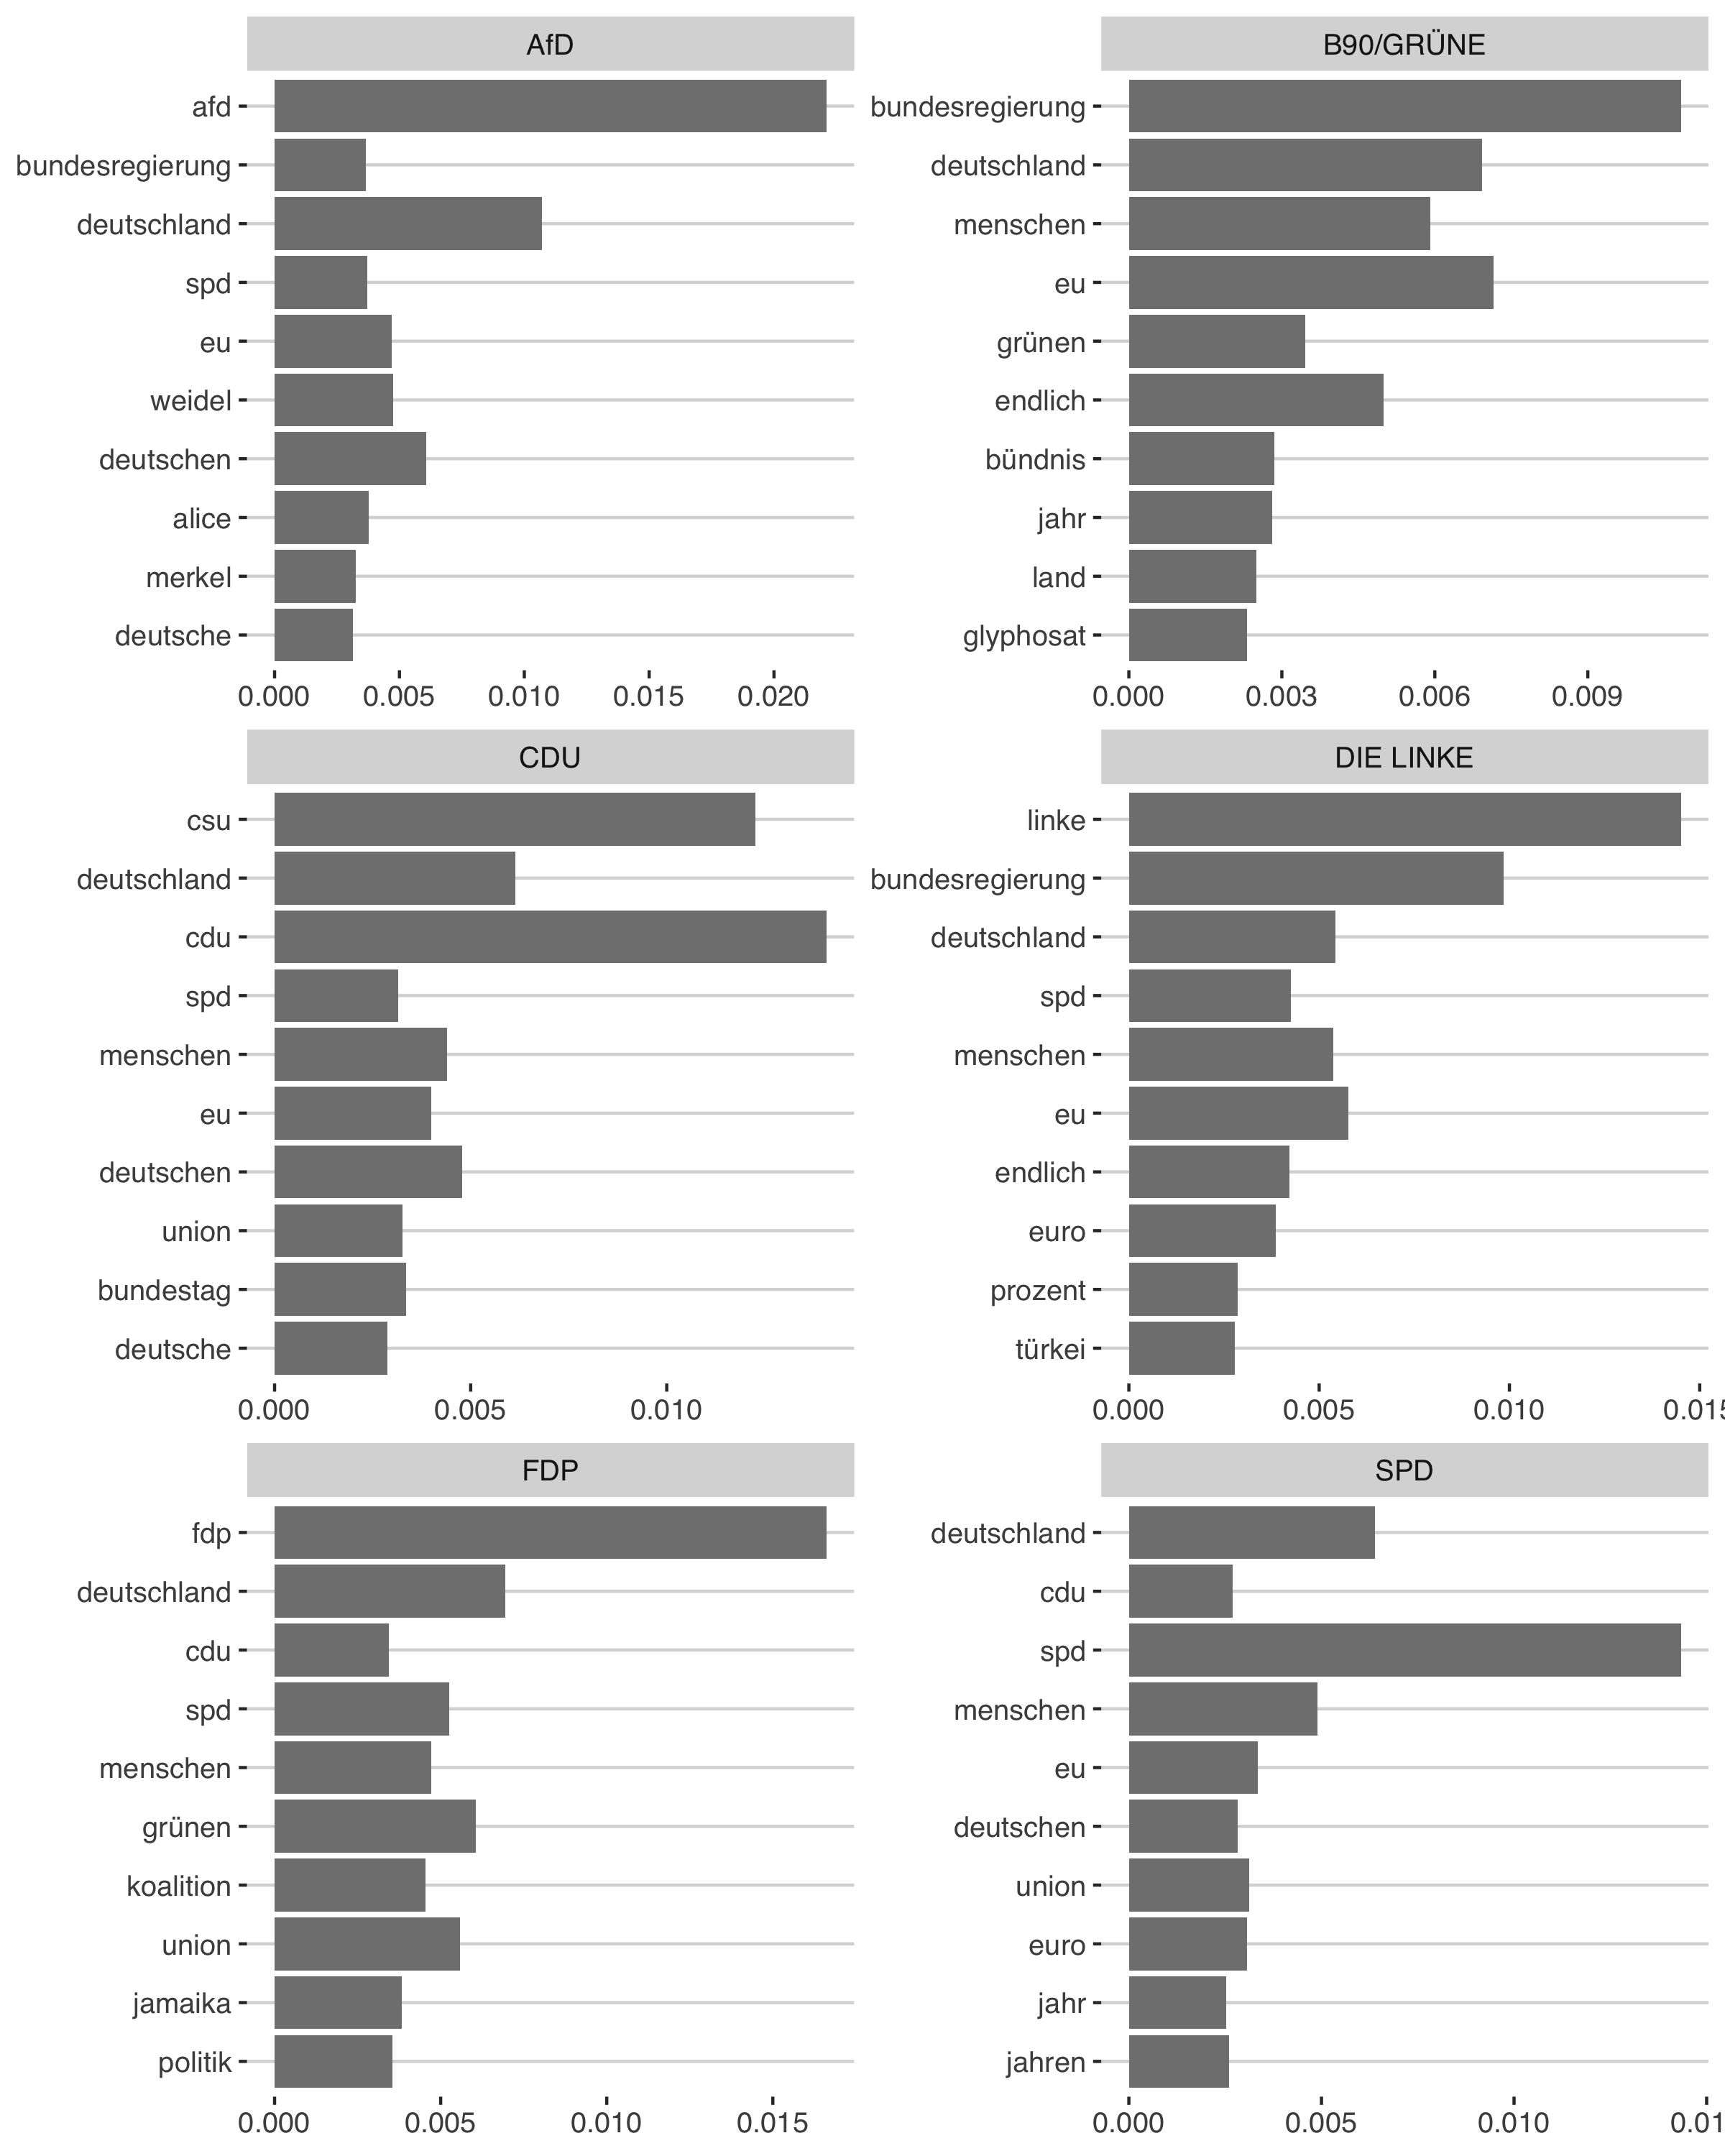 AfD
afd
bundesregierung
deutschland
spd
eu
weidel
deutschen
alice
merkel
deutsche
0.000 0.005 0.010 0.015 0.020
B90/GRÜNE
bundesregierung
deutschland
menschen
eu
grünen
endlich
bündnis
jahr
land
glyphosat
0.000 0.003 0.006 0.009
CDU
csu
deutschland
cdu
spd
menschen
eu
deutschen
union
bundestag
deutsche
0.000 0.005 0.010
DIE LINKE
linke
bundesregierung
deutschland
spd
menschen
eu
endlich
euro
prozent
türkei
0.000 0.005 0.010 0.015
FDP
fdp
deutschland
cdu
spd
menschen
grünen
koalition
union
jamaika
politik
0.000 0.005 0.010 0.015
SPD
deutschland
cdu
spd
menschen
eu
deutschen
union
euro
jahr
jahren
0.000 0.005 0.010 0.01